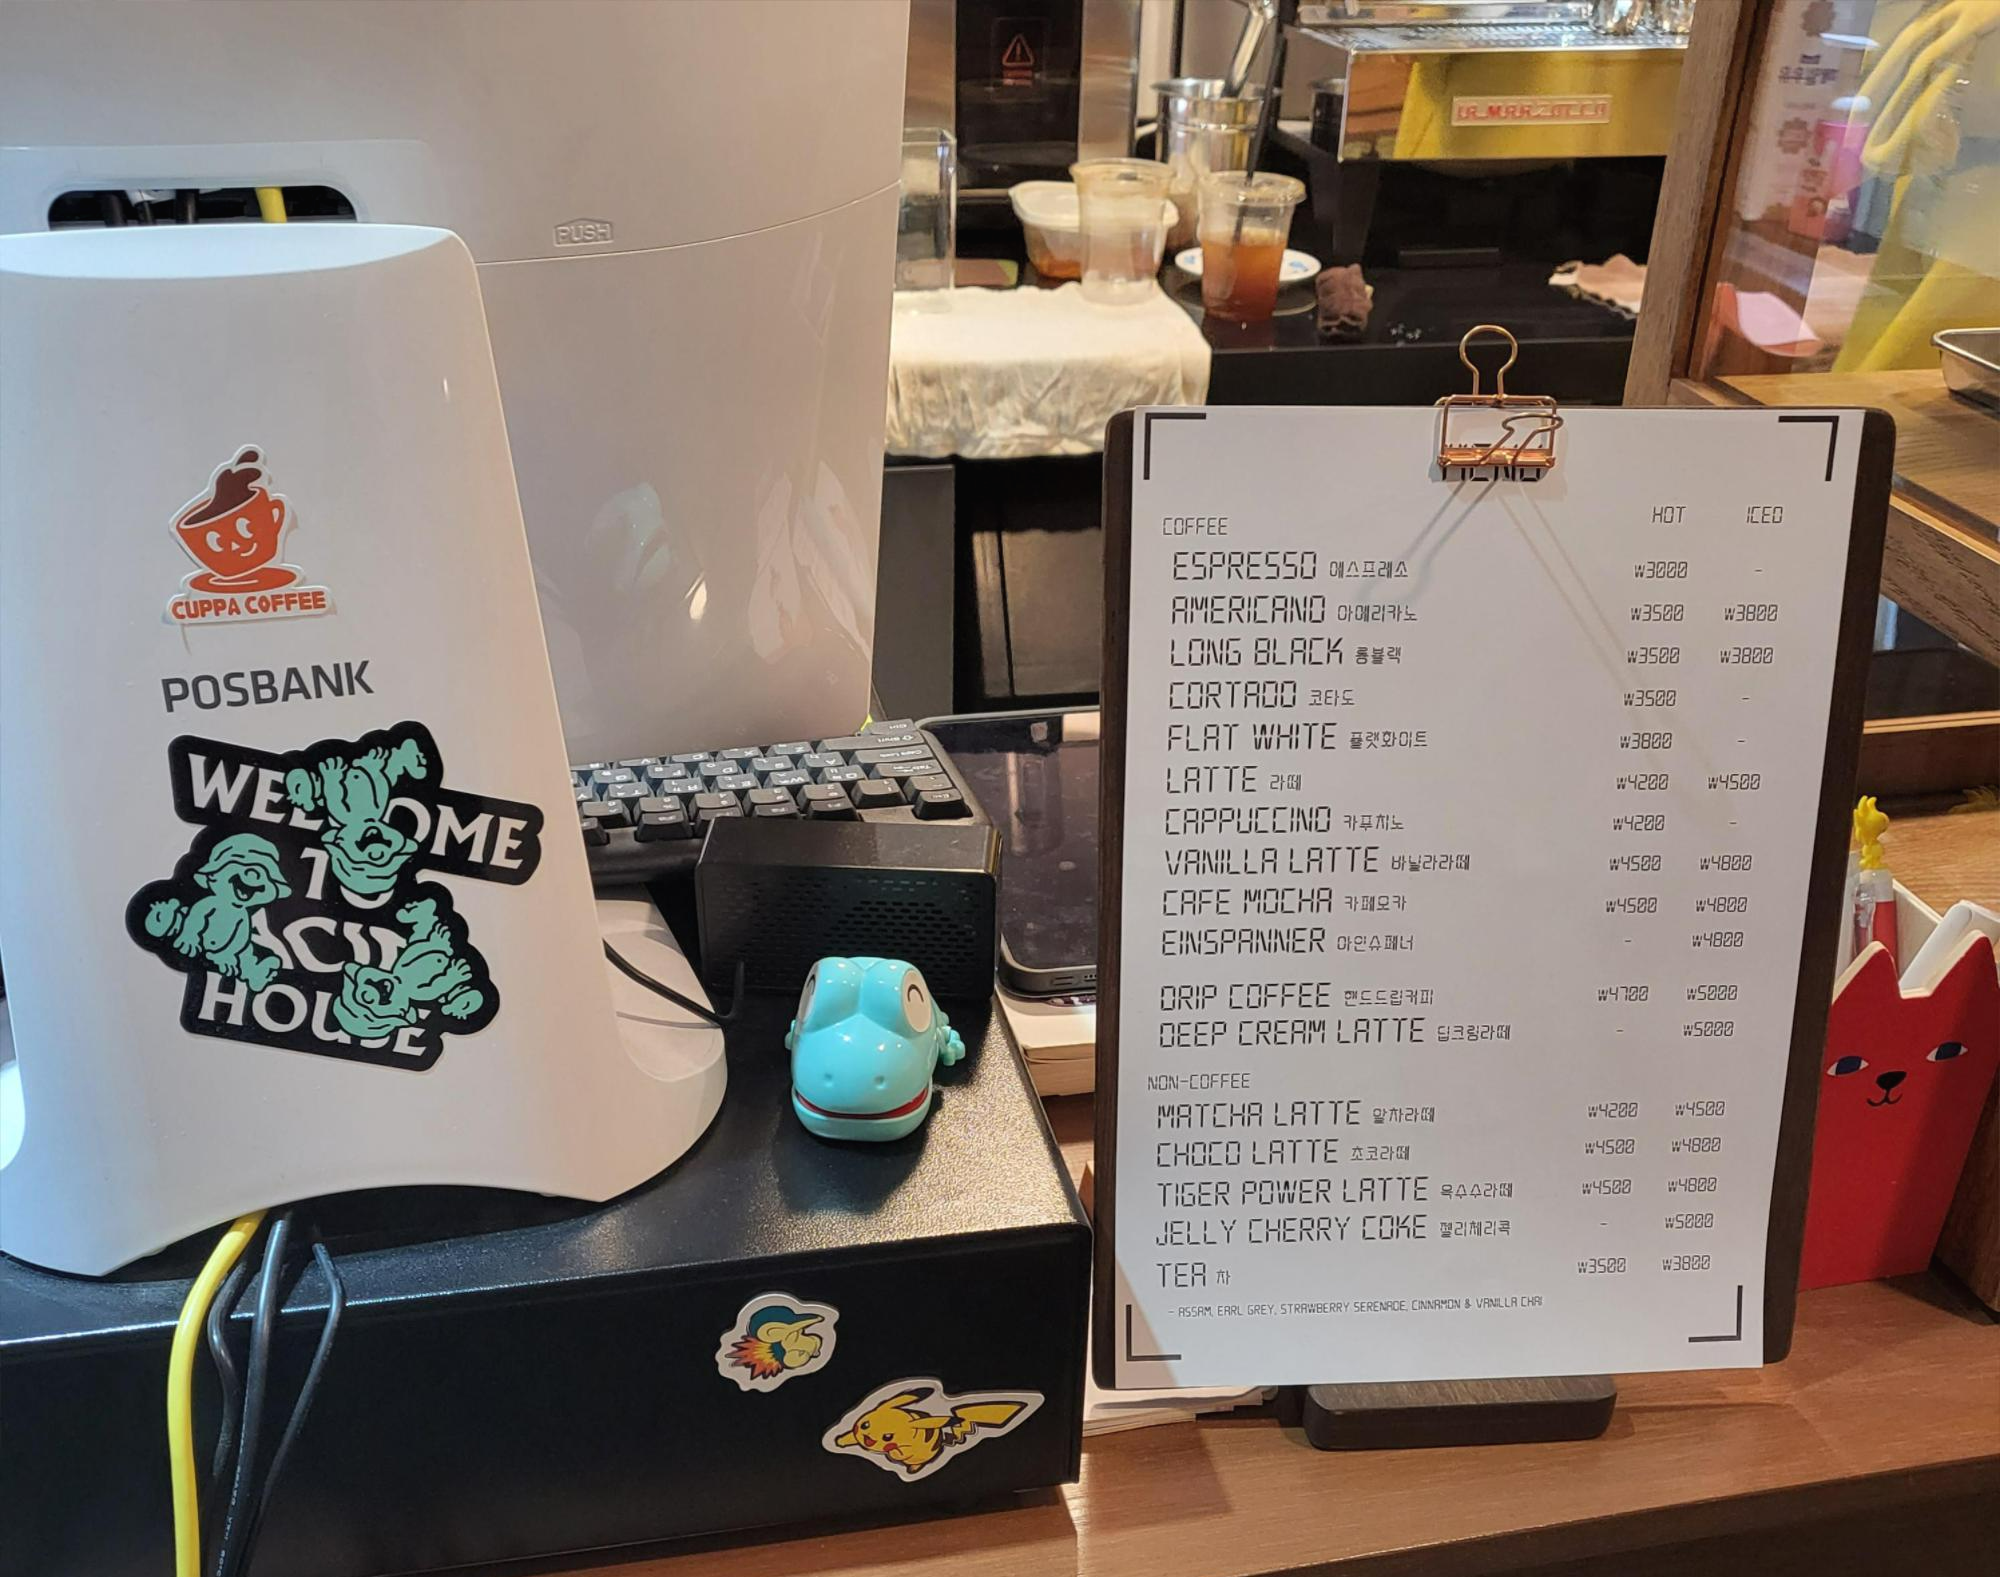 PUSH
LA MARZOCCO
CUPPA COFFEE
POSBANK
WELCOME
TO
ACID
HOUSE
MENU
HOT ICED
COFFEE
ESPRESSO 에스프레소 ₩3000 -
AMERICANO 아메리카노 ₩3500 ₩3800
LONG BLACK 롱블랙 ₩3500 ₩3800
CORTADO 코타도 ₩3500 -
FLAT WHITE 플랫화이트 ₩3800 -
LATTE 라떼 ₩4200 ₩4500
CAPPUCCINO 카푸치노 ₩4200 -
VANILLA LATTE 바닐라라떼 ₩4500 ₩4800
CAFE MOCHA 카페모카 ₩4500 ₩4800
EINSPANNER 아인슈페너 - ₩4800
DRIP COFFEE 핸드드립커피 ₩4700 ₩5000
DEEP CREAM LATTE 딥크림라떼 - ₩5000
NON-COFFEE
MATCHA LATTE 말차라떼 ₩4200 ₩4500
CHOCO LATTE 초코라떼 ₩4500 ₩4800
TIGER POWER LATTE 옥수수라떼 ₩4500 ₩4800
JELLY CHERRY COKE 젤리체리콕 - ₩5000
TEA 차 ₩3500 ₩3800
- ASSAM, EARL GREY, STRAWBERRY SERENADE, CINNAMON & VANILLA CHAI